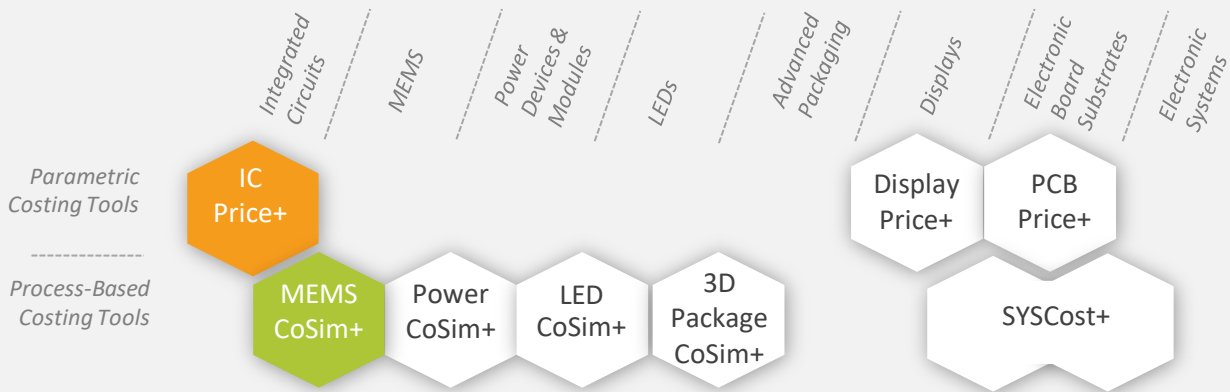 Integrated
Circuits
MEMS
Power
Devices &
Modules
LEDs
Advanced
Packaging
Displays
Electronic
Board
Substrates
Electronic
Systems
Parametric
Costing Tools
IC
Price+
Display
Price+
PCB
Price+
Process-Based
Costing Tools
MEMS
CoSim+
Power
CoSim+
LED
CoSim+
3D
Package
CoSim+
SYSCost+